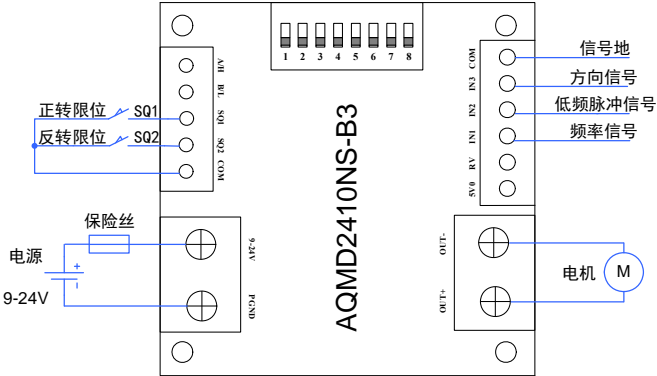 1 2 3 4 5 6 7 8
A/H
B/L
SQ1
SQ2
COM
正转限位 SQ1
反转限位 SQ2
COM
IN3
IN2
IN1
RV
5V0
信号地
方向信号
低频脉冲信号
频率信号
AQMD2410NS-B3
保险丝
电源
+
-
9-24V
9-24V
PGND
OUT-
OUT+
电机 M